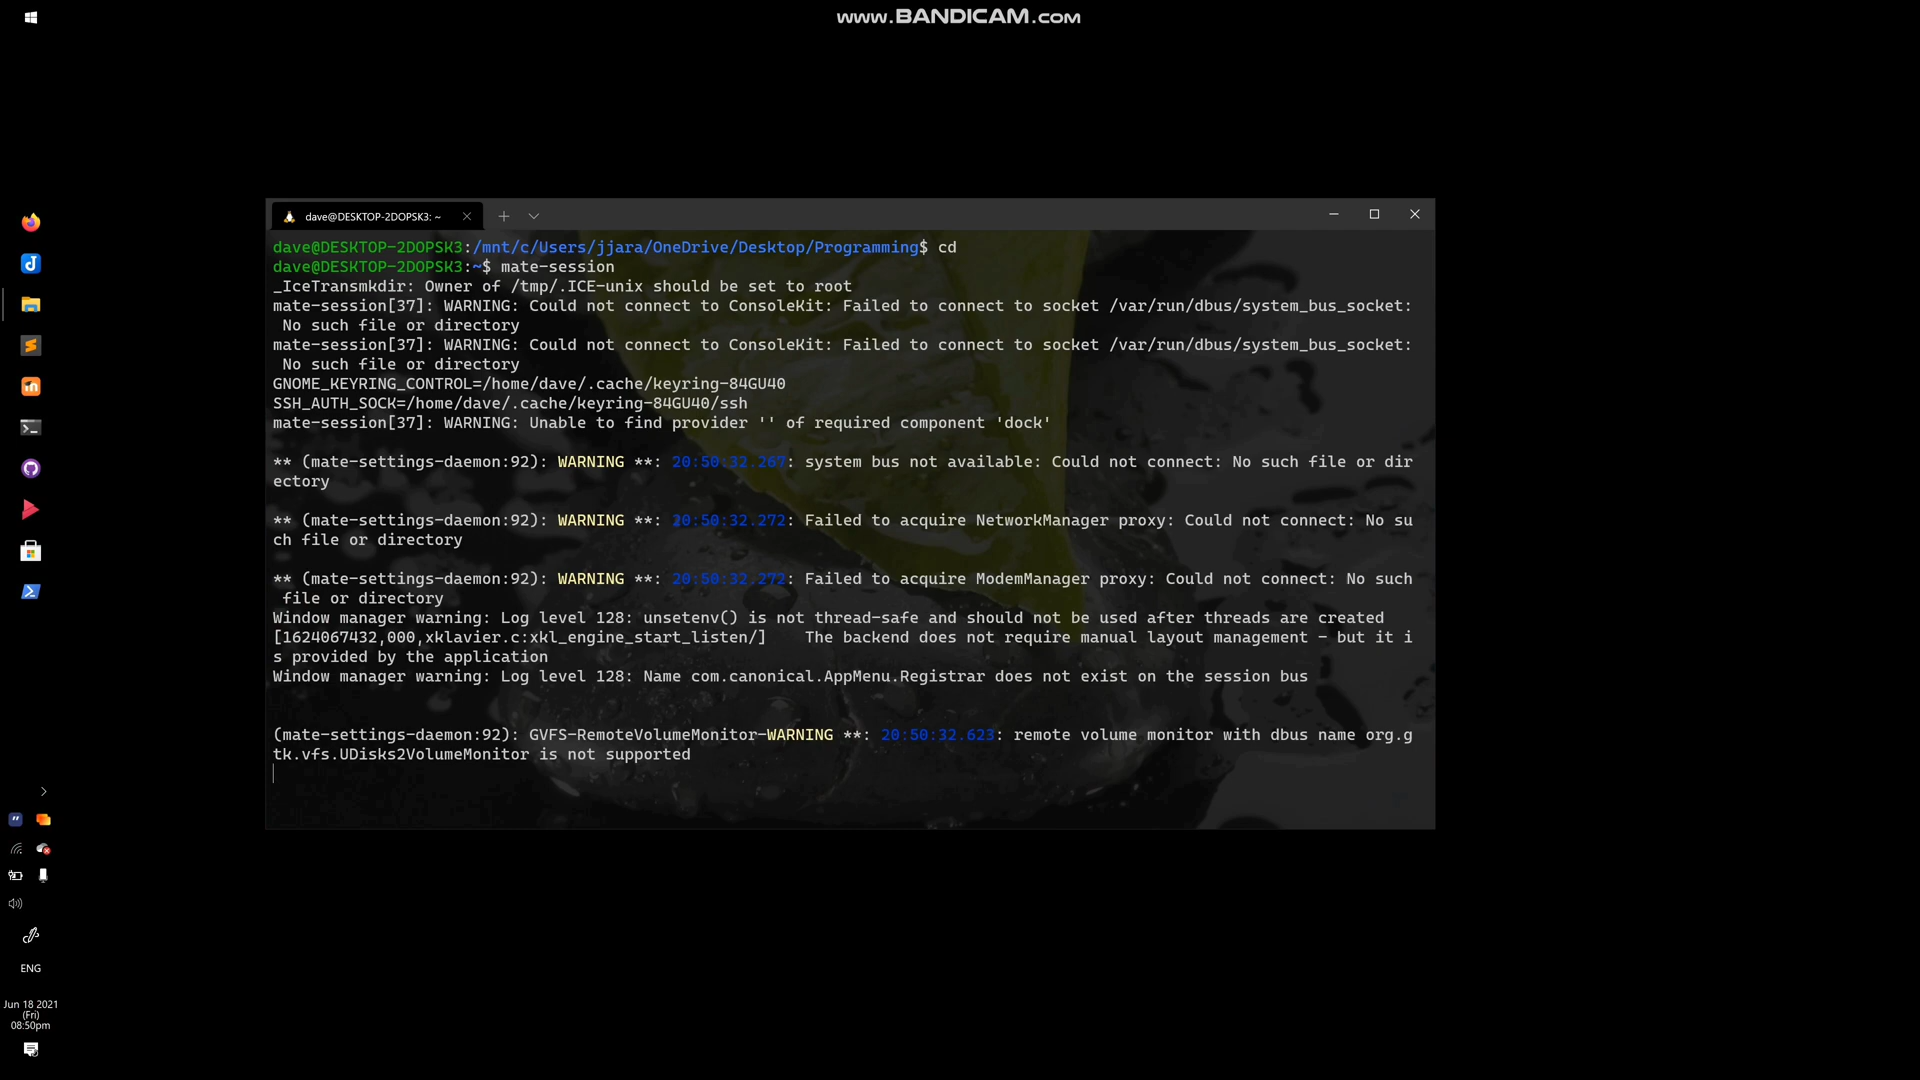 www.BANDICAM.com
dave@DESKTOP-2DOPSK3: ~
dave@DESKTOP-2DOPSK3:/mnt/c/Users/jjara/OneDrive/Desktop/Programming$ cd
dave@DESKTOP-2DOPSK3:~$ mate-session
_IceTransmkdir: Owner of /tmp/.ICE-unix should be set to root
mate-session[37]: WARNING: Could not connect to ConsoleKit: Failed to connect to socket /var/run/dbus/system_bus_socket:
 No such file or directory
mate-session[37]: WARNING: Could not connect to ConsoleKit: Failed to connect to socket /var/run/dbus/system_bus_socket:
 No such file or directory
GNOME_KEYRING_CONTROL=/home/dave/.cache/keyring-84GU40
SSH_AUTH_SOCK=/home/dave/.cache/keyring-84GU40/ssh
mate-session[37]: WARNING: Unable to find provider '' of required component 'dock'
** (mate-settings-daemon:92): WARNING **: 20:50:32.267: system bus not available: Could not connect: No such file or dir
ectory
** (mate-settings-daemon:92): WARNING **: 20:50:32.272: Failed to acquire NetworkManager proxy: Could not connect: No su
ch file or directory
** (mate-settings-daemon:92): WARNING **: 20:50:32.272: Failed to acquire ModemManager proxy: Could not connect: No such
 file or directory
Window manager warning: Log level 128: unsetenv() is not thread-safe and should not be used after threads are created
[1624067432,000,xklavier.c:xkl_engine_start_listen/]    The backend does not require manual layout management - but it i
s provided by the application
Window manager warning: Log level 128: Name com.canonical.AppMenu.Registrar does not exist on the session bus
(mate-settings-daemon:92): GVFS-RemoteVolumeMonitor-WARNING **: 20:50:32.623: remote volume monitor with dbus name org.g
tk.vfs.UDisks2VolumeMonitor is not supported
ENG
Jun 18 2021
(Fri)
08:50pm